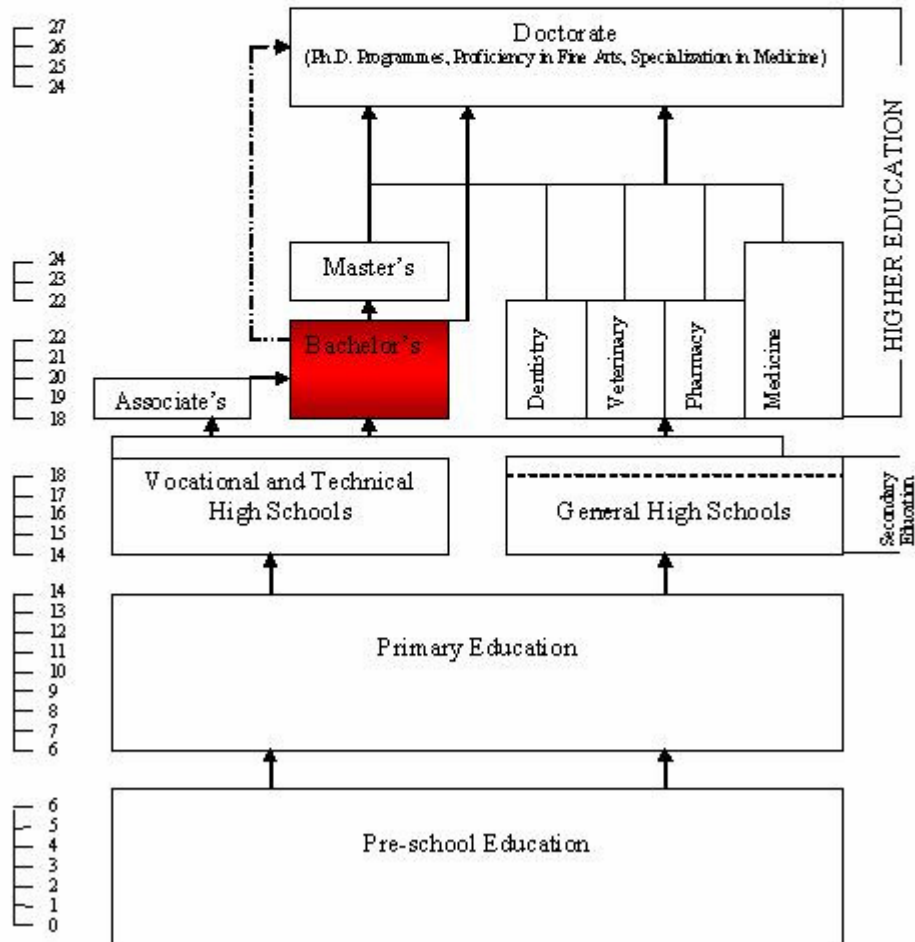 27
26
25
24
Doctorate
(Ph.D. Programmes, Proficiency in Fine Arts, Specialization in Medicine)
HIGHER EDUCATION
24
23
22
Master's
22
21
20
19
18
Bachelor's
Associate's
Dentistry
Veterinary
Pharmacy
Medicine
18
17
16
15
14
Vocational and Technical
High Schools
General High Schools
Secondary
Education
14
13
12
11
10
9
8
7
6
Primary Education
6
5
4
3
2
1
0
Pre-school Education